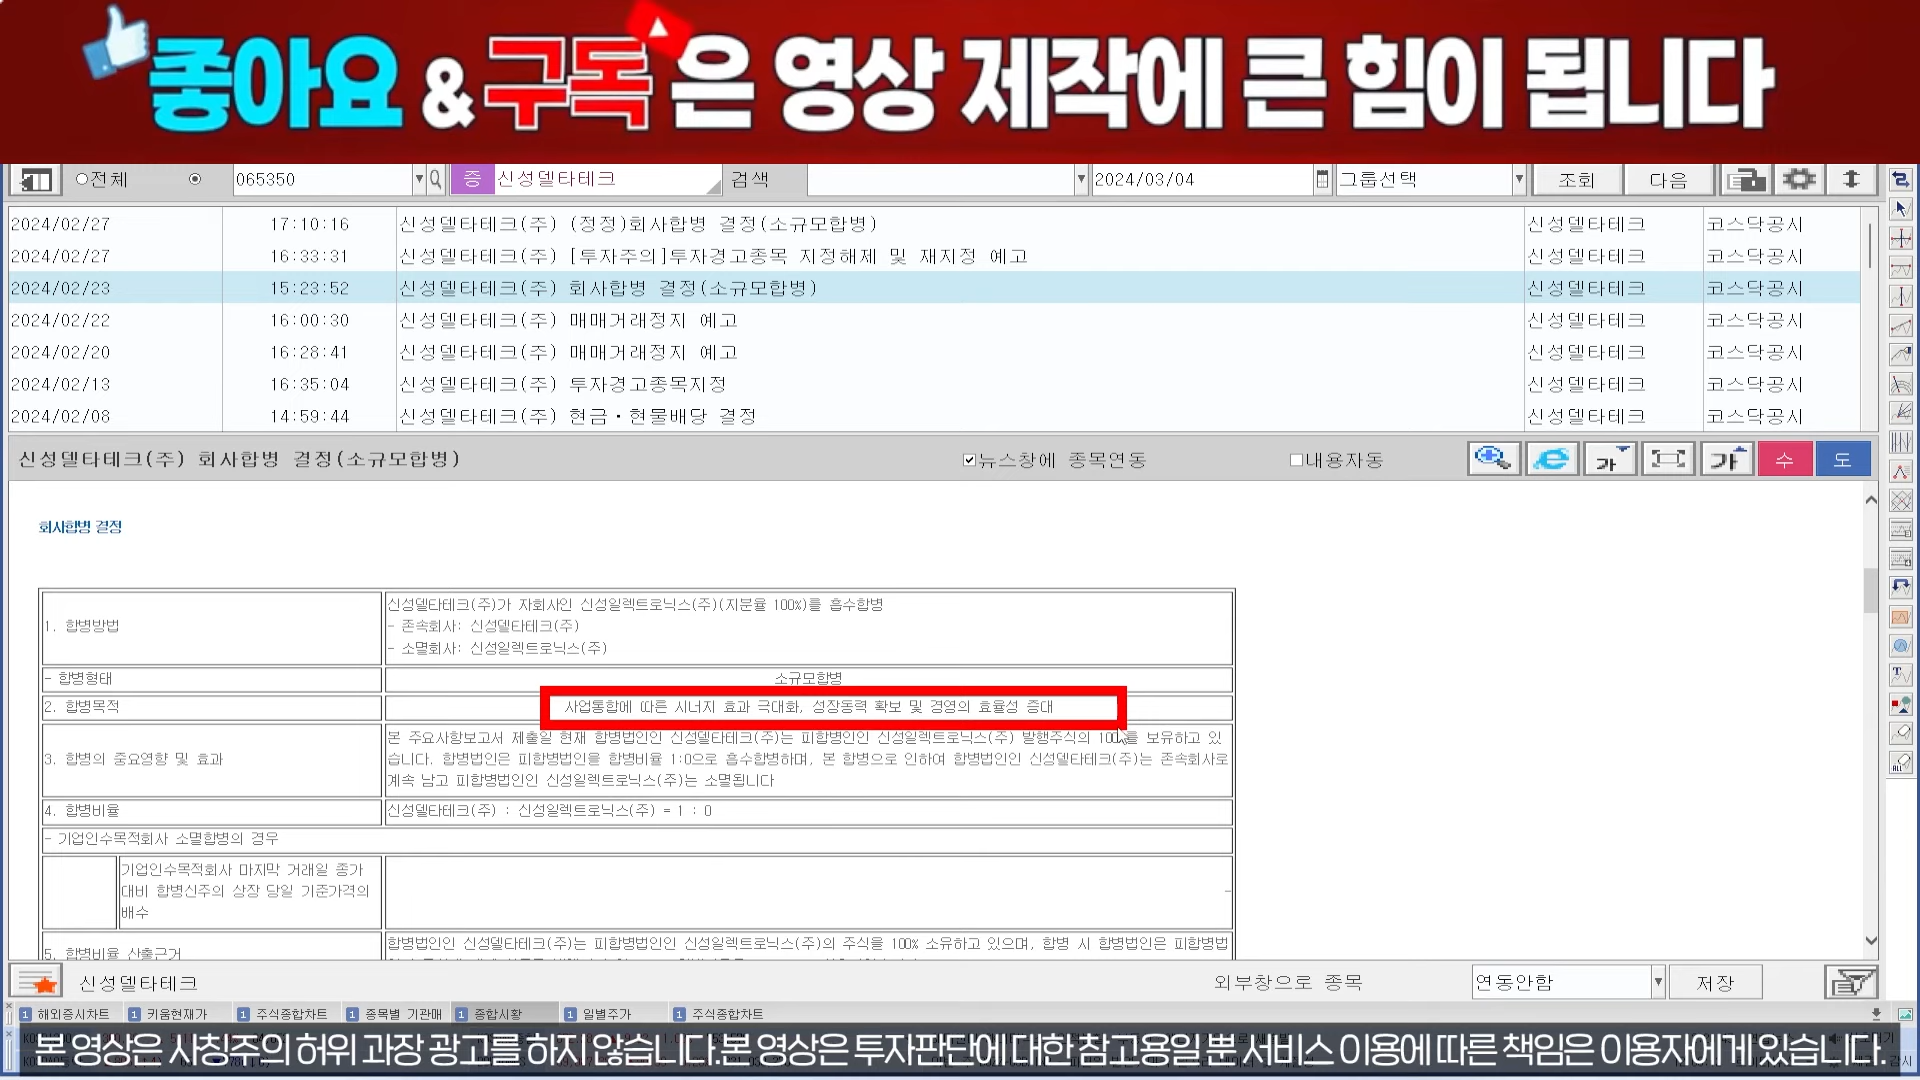 좋아요 & 구독 은 영상 제작에 큰 힘이 됩니다
전체 065350 증 신성델타테크 검색 2024/03/04 그룹선택 조회 다음
2024/02/27 17:10:16 신성델타테크(주) (정정)회사합병 결정(소규모합병) 신성델타테크 코스닥공시
2024/02/27 16:33:31 신성델타테크(주) [투자주의]투자경고종목 지정해제 및 재지정 예고 신성델타테크 코스닥공시
2024/02/23 15:23:52 신성델타테크(주) 회사합병 결정(소규모합병) 신성델타테크 코스닥공시
2024/02/22 16:00:30 신성델타테크(주) 매매거래정지 예고 신성델타테크 코스닥공시
2024/02/20 16:28:41 신성델타테크(주) 매매거래정지 예고 신성델타테크 코스닥공시
2024/02/13 16:35:04 신성델타테크(주) 투자경고종목지정 신성델타테크 코스닥공시
2024/02/08 14:59:44 신성델타테크(주) 현금·현물배당 결정 신성델타테크 코스닥공시
신성델타테크(주) 회사합병 결정(소규모합병) 뉴스창에 종목연동 내용자동 가 가 수 도
회사합병 결정
1. 합병방법
신성델타테크(주)가 자회사인 신성일렉트로닉스(주)(지분율 100%)를 흡수합병
- 존속회사: 신성델타테크(주)
- 소멸회사: 신성일렉트로닉스(주)
- 합병형태 소규모합병
2. 합병목적 사업통합에 따른 시너지 효과 극대화, 성장동력 확보 및 경영의 효율성 증대
3. 합병의 중요영향 및 효과
본 주요사항보고서 제출일 현재 합병법인인 신성델타테크(주)는 피합병인인 신성일렉트로닉스(주) 발행주식의 100%를 보유하고 있
습니다. 합병법인은 피합병법인을 합병비율 1:0으로 흡수합병하며, 본 합병으로 인하여 합병법인인 신성델타테크(주)는 존속회사로
계속 남고 피합병법인인 신성일렉트로닉스(주)는 소멸됩니다
4. 합병비율 신성델타테크(주) : 신성일렉트로닉스(주) = 1 : 0
- 기업인수목적회사 소멸합병의 경우
기업인수목적회사 마지막 거래일 종가
대비 합병신주의 상장 당일 기준가격의
배수
-
5. 합병비율 산출근거
합병법인인 신성델타테크(주)는 피합병법인인 신성일렉트로닉스(주)의 주식을 100% 소유하고 있으며, 합병 시 합병법인은 피합병법
신성델타테크 외부창으로 종목 연동안함 저장
1 해외증시차트 1 키움현재가 1 주식종합차트 1 종목별 기관매 1 종합시황 1 일별주가 1 주식종합차트
본 영상은 사칭주의 허위 과장 광고를 하지 않습니다.본 영상은 투자판단에 대한 참고용일 뿐 서비스 이용에 따른 책임은 이용자에게 있습니다.